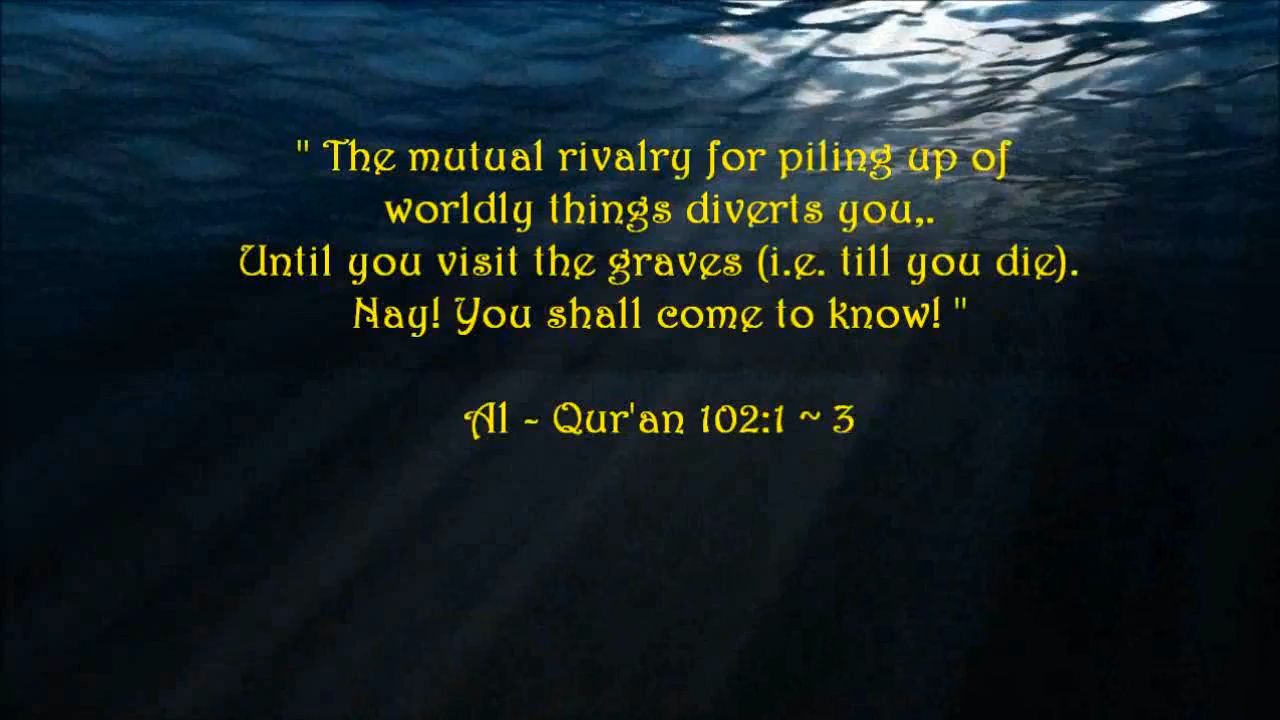 " The mutual rivalry for piling up of
worldly things diverts you,.
Until you visit the graves (i.e. till you die).
Nay! You shall come to know! "
Al - Qur'an 102:1 ~ 3